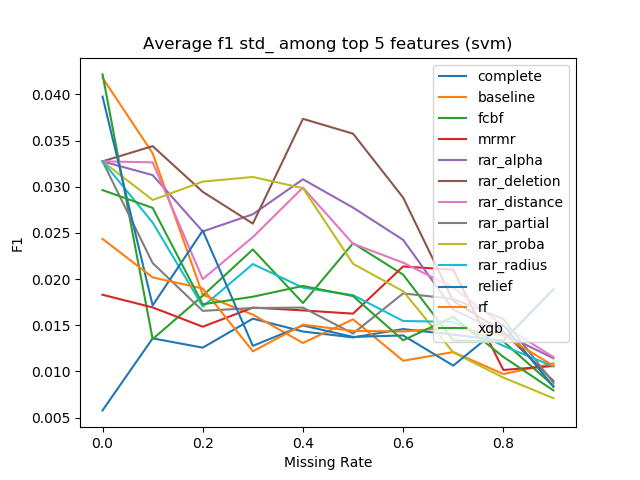 Average f1 std_ among top 5 features (svm)
F1
0.040
0.035
0.030
0.025
0.020
0.015
0.010
0.005
0.0
0.2
0.4
0.6
0.8
Missing Rate
complete
baseline
fcbf
mrmr
rar_alpha
rar_deletion
rar_distance
rar_partial
rar_proba
rar_radius
relief
rf
xgb